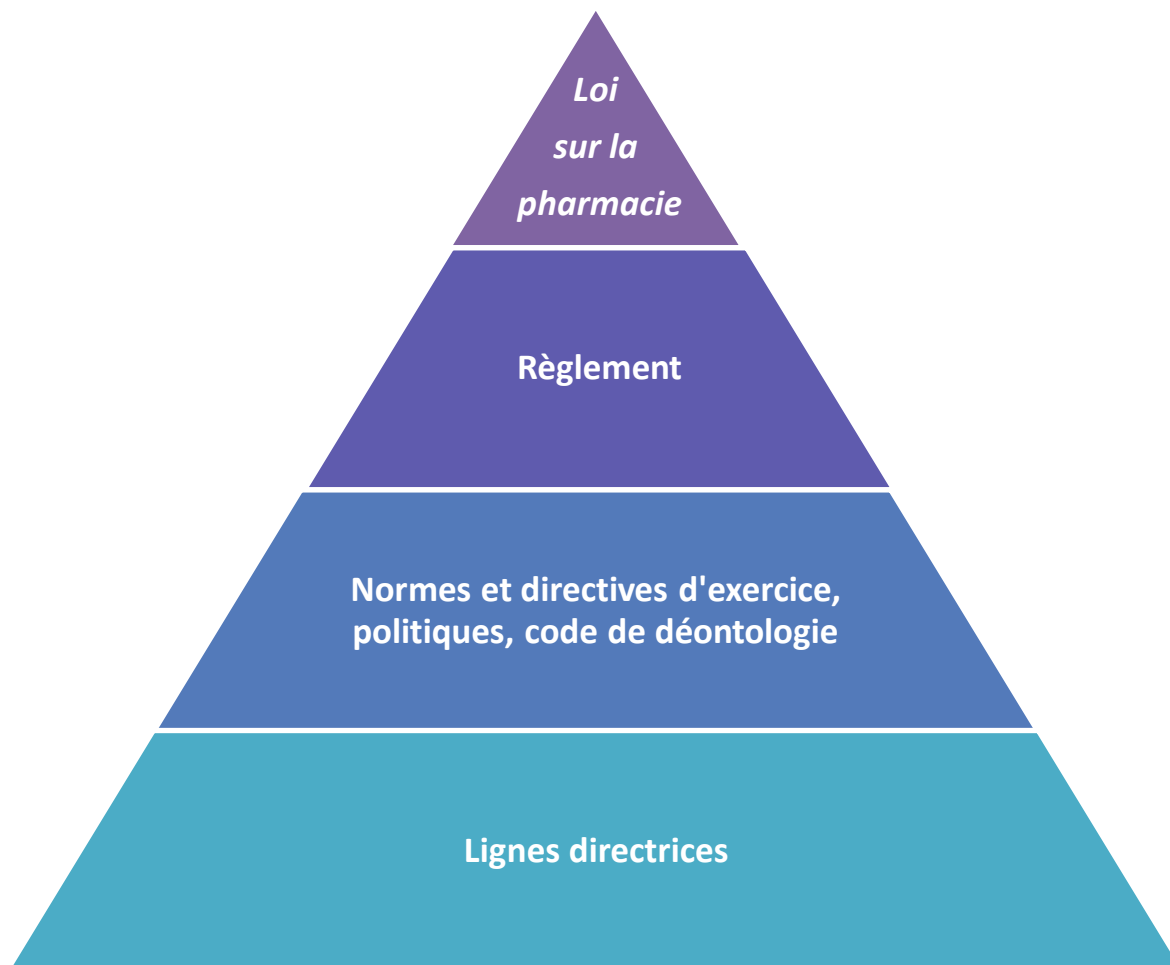 Loi
sur la
pharmacie
Règlement
Normes et directives d'exercice,
politiques, code de déontologie
Lignes directrices